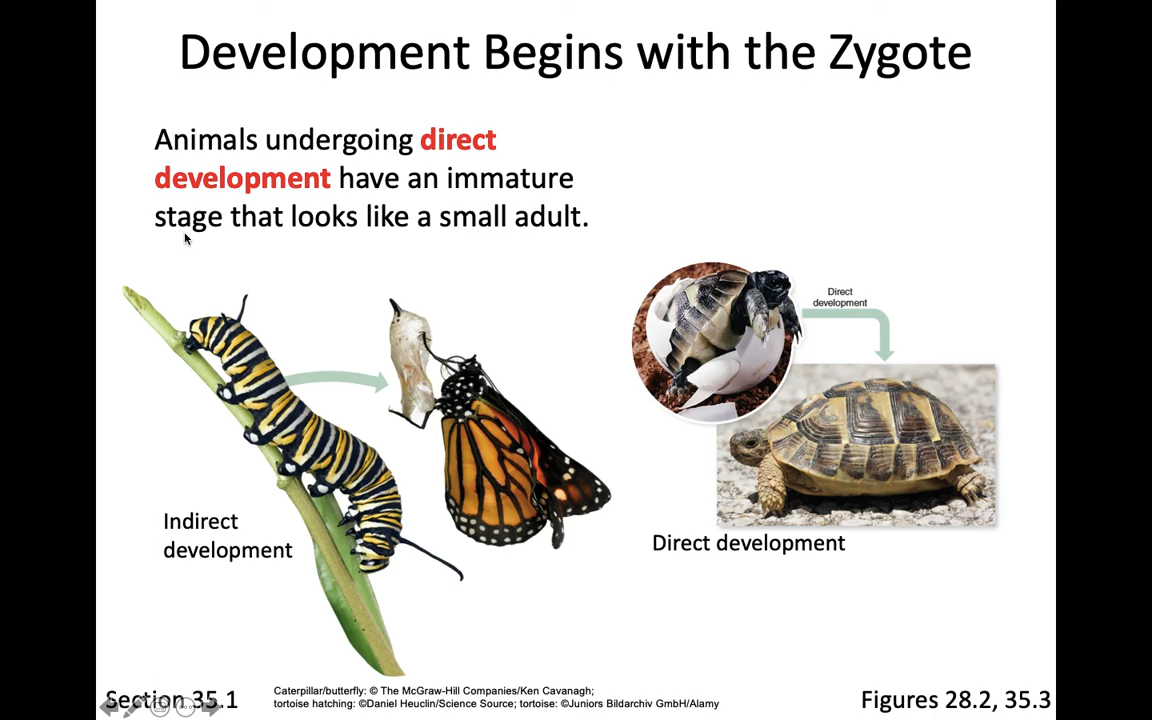 Development Begins with the Zygote
Animals undergoing direct
development have an immature
stage that looks like a small adult.
Direct
development
Indirect
development
Direct development
Section 35.1
Caterpillar/butterfly: © The McGraw-Hill Companies/Ken Cavanagh;
tortoise hatching: ©Daniel Heuclin/Science Source; tortoise: ©Juniors Bildarchiv GmbH/Alamy
Figures 28.2, 35.3